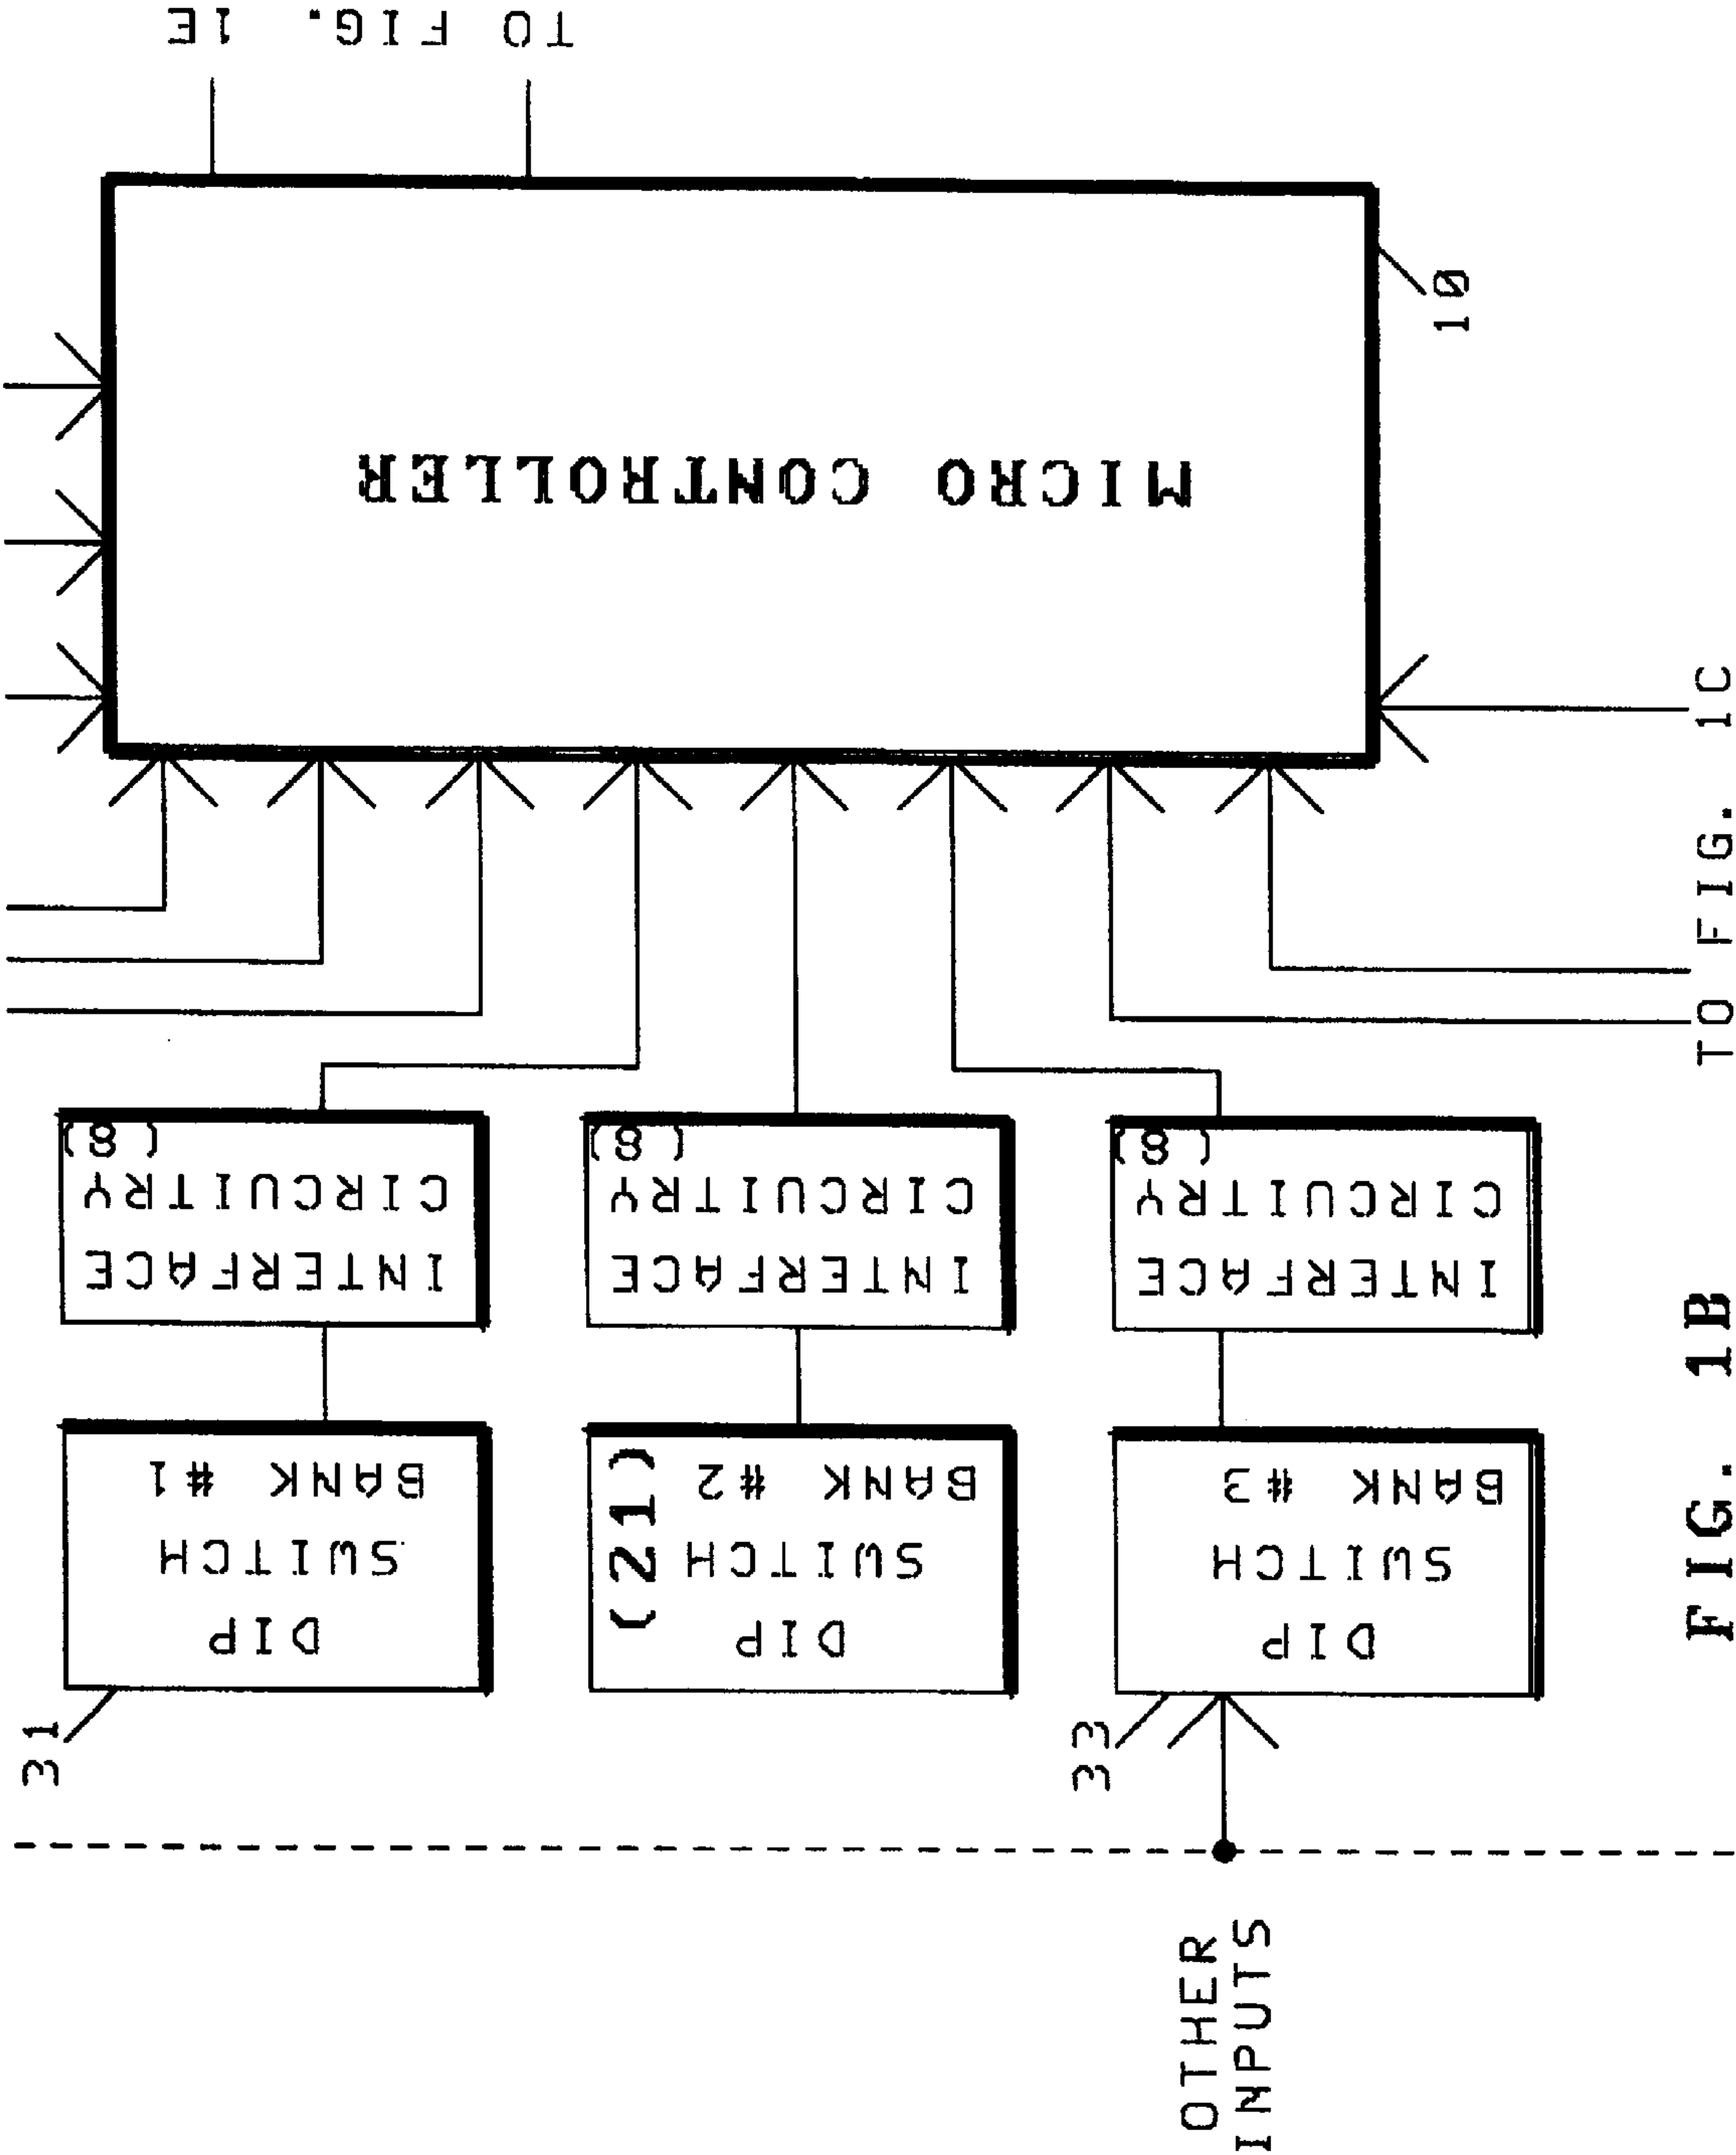 TO FIG. 1E
MICRO CONTROLLER
10
INTERFACE
CIRCUITRY
(8)
INTERFACE
CIRCUITRY
(8)
INTERFACE
CIRCUITRY
(8)
31
DIP
SWITCH
BANK #1
DIP
SWITCH
BANK #2
(21)
33
DIP
SWITCH
BANK #3
OTHER
INPUTS
TO FIG. 1C
FIG. 1B